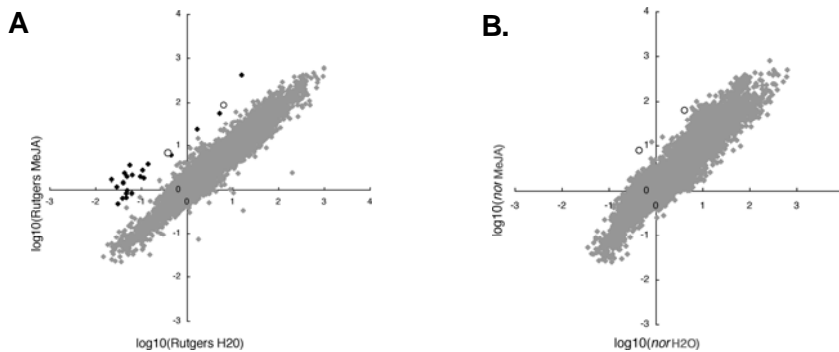 A
B.
4
3
2
1
0
-1
-2
-3
-3 -2 -1 0 1 2 3 4
log10(Rutgers MeJA)
log10(Rutgers H20)
4
3
2
1
0
-1
-2
-3
-3 -2 -1 0 1 2 3
log10(nor MeJA)
log10(norH2O)